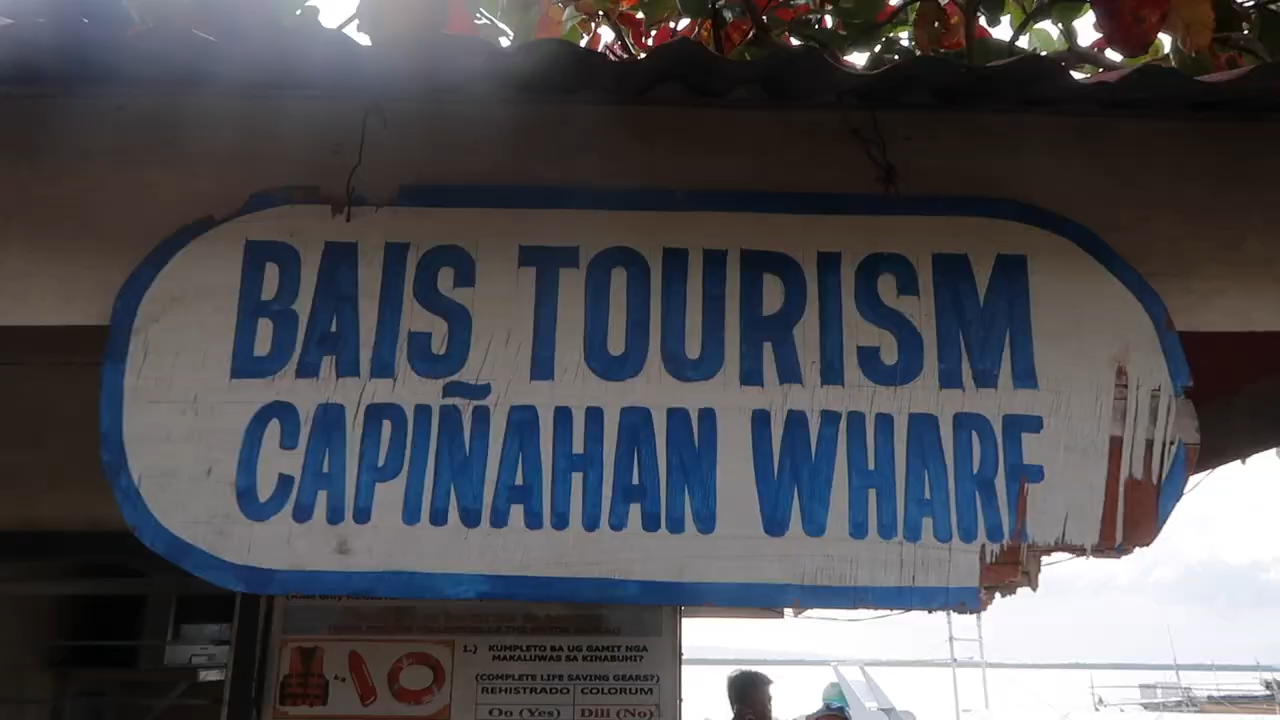 BAIS TOURISM
CAPIÑAHAN WHARF
1.) KUMPLETO BA UG GAMIT NGA
MAKALUWAS SA KINABUHI?
(COMPLETE LIFE SAVING GEARS?)
REHISTRADO COLORUM
Oo (Yes) Dili (No)